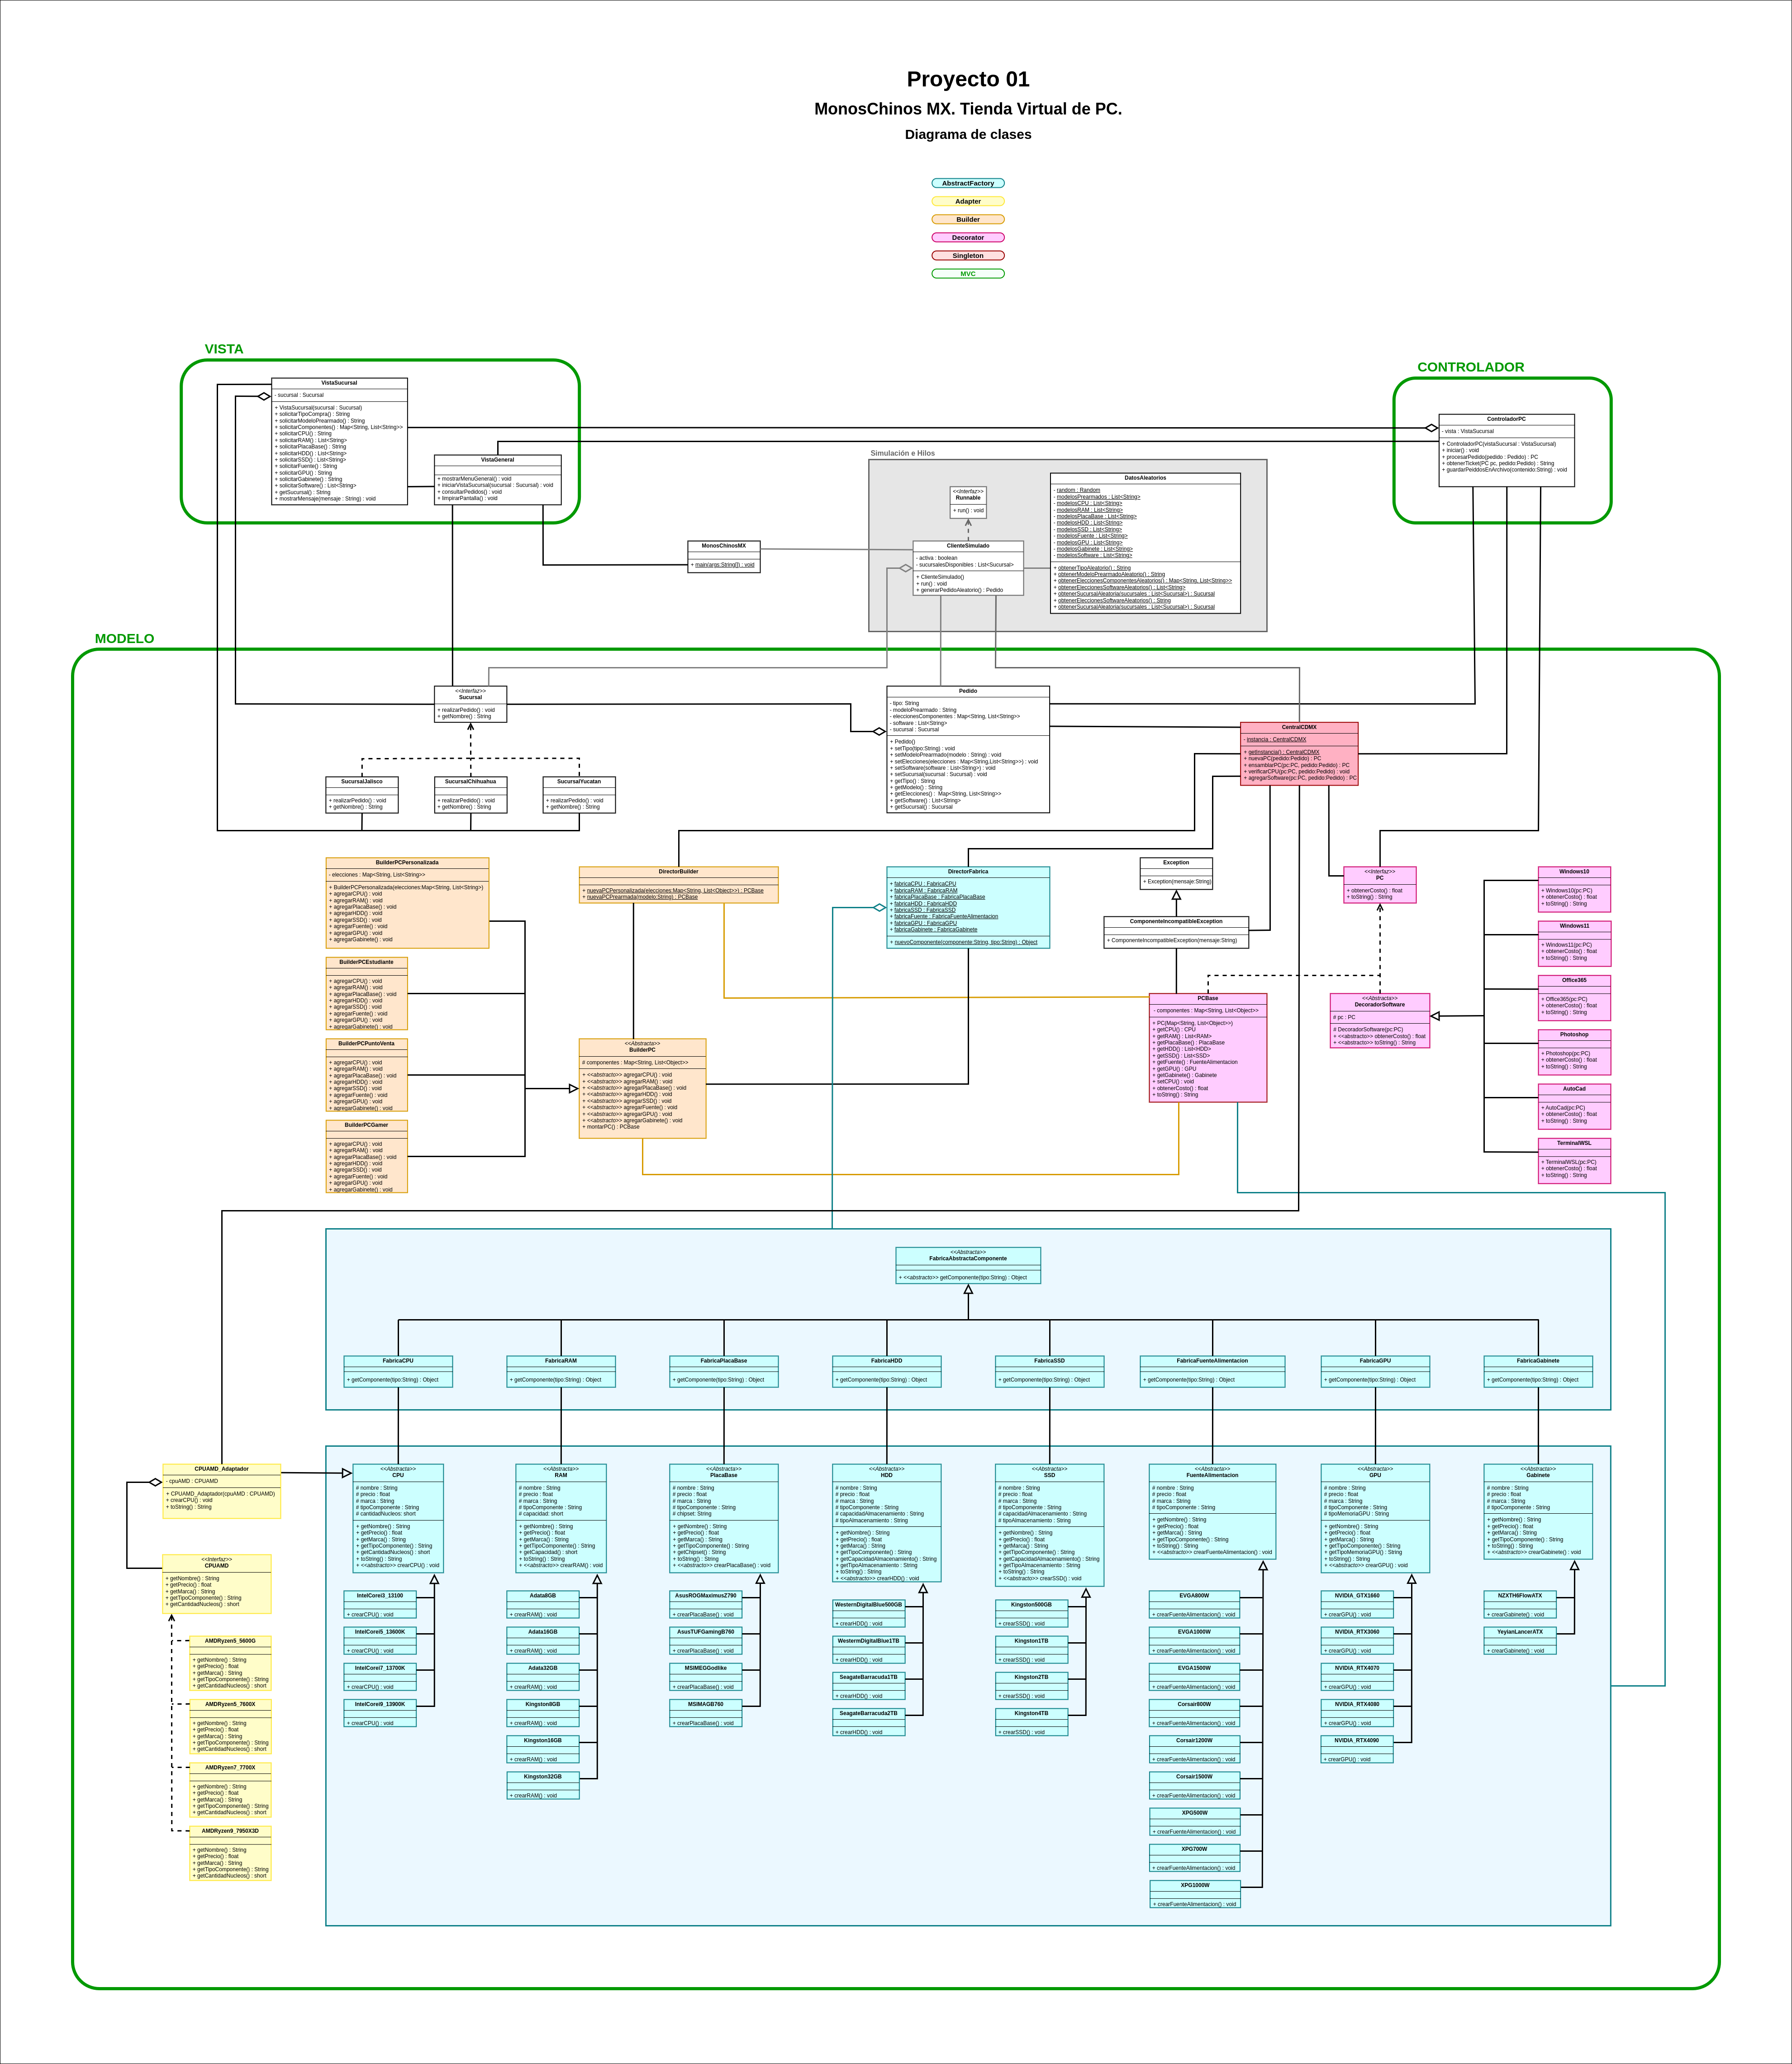 Proyecto 01
MonosChinos MX. Tienda Virtual de PC.
Diagrama de clases
AbstractFactory
Adapter
Builder
Decorator
Singleton
MVC
VISTA
VistaSucursal
- sucursal : Sucursal
+ VistaSucursal(sucursal : Sucursal)
+ solicitarTipoCompra() : String
+ solicitarModeloPrearmado() : String
+ solicitarComponentes() : Map<String, List<String>>
+ solicitarCPU() : String
+ solicitarRAM() : List<String>
+ solicitarPlacaBase() : String
+ solicitarHDD() : List<String>
+ solicitarSSD() : List<String>
+ solicitarFuente() : String
+ solicitarGPU() : String
+ solicitarGabinete() : String
+ solicitarSoftware() : List<String>
+ getSucursal() : String
+ mostrarMensaje(mensaje : String) : void
VistaGeneral
+ mostrarMenuGeneral() : void
+ iniciarVistaSucursal(sucursal : Sucursal) : void
+ consultarPedidos() : void
+ limpirarPantalla() : void
MonosChinosMX
+ main(args:String[]) : void
Simulación e Hilos
<<Interfaz>>
Runnable
+ run() : void
ClienteSimulado
- activa : boolean
- sucursalesDisponibles : List<Sucursal>
+ ClienteSimulado()
+ run() : void
+ generarPedidoAleatorio() : Pedido
DatosAleatorios
- random : Random
- modelosPrearmados : List<String>
- modelosCPU : List<String>
- modelosRAM : List<String>
- modelosPlacaBase : List<String>
- modelosHDD : List<String>
- modelosSSD : List<String>
- modelosFuente : List<String>
- modelosGPU : List<String>
- modelosGabinete : List<String>
- modelosSoftware : List<String>
+ obtenerTipoAleatorio() : String
+ obtenerModeloPrearmadoAleatorio() : String
+ obtenerEleccionesComponentesAleatorios() : Map<String, List<String>>
+ obtenerEleccionesSoftwareAleatorios() : List<String>
+ obtenerSucursalAleatoria(sucursales : List<Sucursal>) : Sucursal
+ obtenerEleccionesSoftwareAleatorios() : String
+ obtenerSucursalAleatoria(sucursales : List<Sucursal>) : Sucursal
CONTROLADOR
ControladorPC
- vista : VistaSucursal
+ ControladorPC(vistaSucursal : VistaSucursal)
+ iniciar() : void
+ procesarPedido(pedido : Pedido) : PC
+ obtenerTicket(PC pc, pedido:Pedido) : String
+ guardarPeiddosEnArchivo(contenido:String) : void
MODELO
<<Interfaz>>
Sucursal
+ realizarPedido() : void
+ getNombre() : String
SucursalJalisco
+ realizarPedido() : void
+ getNombre() : String
SucursalChihuahua
+ realizarPedido() : void
+ getNombre() : String
SucursalYucatan
+ realizarPedido() : void
+ getNombre() : String
Pedido
- tipo: String
- modeloPrearmado : String
- eleccionesComponentes : Map<String, List<String>>
- software : List<String>
- sucursal : Sucursal
+ Pedido()
+ setTipo(tipo:String) : void
+ setModeloPrearmado(modelo : String) : void
+ setElecciones(elecciones : Map<String,List<String>>) : void
+ setSoftware(software : List<String>) : void
+ setSucursal(sucursal : Sucursal) : void
+ getTipo() : String
+ getModelo() : String
+ getElecciones() : Map<String, List<String>>
+ getSoftware() : List<String>
+ getSucursal() : Sucursal
CentralCDMX
- instancia : CentralCDMX
+ getInstancia() : CentralCDMX
+ nuevaPC(pedido:Pedido) : PC
+ ensamblarPC(pc:PC, pedido:Pedido) : PC
+ verificarCPU(pc:PC, pedido:Pedido) : void
+ agregarSoftware(pc:PC, pedido:Pedido) : PC
BuilderPCPersonalizada
- elecciones : Map<String, List<String>>
+ BuilderPCPersonalizada(elecciones:Map<String, List<String>)
+ agregarCPU() : void
+ agregarRAM() : void
+ agregarPlacaBase() : void
+ agregarHDD() : void
+ agregarSSD() : void
+ agregarFuente() : void
+ agregarGPU() : void
+ agregarGabinete() : void
BuilderPCEstudiante
+ agregarCPU() : void
+ agregarRAM() : void
+ agregarPlacaBase() : void
+ agregarHDD() : void
+ agregarSSD() : void
+ agregarFuente() : void
+ agregarGPU() : void
+ agregarGabinete() : void
BuilderPCPuntoVenta
+ agregarCPU() : void
+ agregarRAM() : void
+ agregarPlacaBase() : void
+ agregarHDD() : void
+ agregarSSD() : void
+ agregarFuente() : void
+ agregarGPU() : void
+ agregarGabinete() : void
BuilderPCGamer
+ agregarCPU() : void
+ agregarRAM() : void
+ agregarPlacaBase() : void
+ agregarHDD() : void
+ agregarSSD() : void
+ agregarFuente() : void
+ agregarGPU() : void
+ agregarGabinete() : void
DirectorBuilder
+ nuevaPCPersonalizada(elecciones:Map<String, List<Object>>) : PCBase
+ nuevaPCPrearmada(modelo:String) : PCBase
<<Abstracta>>
BuilderPC
# componentes : Map<String, List<Object>>
+ <<abstracto>> agregarCPU() : void
+ <<abstracto>> agregarRAM() : void
+ <<abstracto>> agregarPlacaBase() : void
+ <<abstracto>> agregarHDD() : void
+ <<abstracto>> agregarSSD() : void
+ <<abstracto>> agregarFuente() : void
+ <<abstracto>> agregarGPU() : void
+ <<abstracto>> agregarGabinete() : void
+ montarPC() : PCBase
DirectorFabrica
+ fabricaCPU : FabricaCPU
+ fabricaRAM : FabricaRAM
+ fabricaPlacaBase : FabricaPlacaBase
+ fabricaHDD : FabricaHDD
+ fabricaSSD : FabricaSSD
+ fabricaFuente : FabricaFuenteAlimentacion
+ fabricaGPU : FabricaGPU
+ fabricaGabinete : FabricaGabinete
+ nuevoComponente(componente:String, tipo:String) : Object
Exception
+ Exception(mensaje:String)
ComponenteIncompatibleException
+ ComponenteIncompatibleException(mensaje:String)
<<Interfaz>>
PC
+ obtenerCosto() : float
+ toString() : String
PCBase
- componentes : Map<String, List<Object>>
+ PC(Map<String, List<Object>>)
+ getCPU() : CPU
+ getRAM() : List<RAM>
+ getPlacaBase() : PlacaBase
+ getHDD() : List<HDD>
+ getSSD() : List<SSD>
+ getFuente() : FuenteAlimentacion
+ getGPU() : GPU
+ getGabinete() : Gabinete
+ setCPU() : void
+ obtenerCosto() : float
+ toString() : String
<<Abstracta>>
DecoradorSoftware
# pc : PC
# DecoradorSoftware(pc:PC)
+ <<abstracto>> obtenerCosto() : float
+ <<abstracto>> toString() : String
Windows10
+ Windows10(pc:PC)
+ obtenerCosto() : float
+ toString() : String
Windows11
+ Windows11(pc:PC)
+ obtenerCosto() : float
+ toString() : String
Office365
+ Office365(pc:PC)
+ obtenerCosto() : float
+ toString() : String
Photoshop
+ Photoshop(pc:PC)
+ obtenerCosto() : float
+ toString() : String
AutoCad
+ AutoCad(pc:PC)
+ obtenerCosto() : float
+ toString() : String
TerminalWSL
+ TerminalWSL(pc:PC)
+ obtenerCosto() : float
+ toString() : String
<<Abstracta>>
FabricaAbstractaComponente
+ <<abstracto>> getComponente(tipo:String) : Object
FabricaCPU
+ getComponente(tipo:String) : Object
FabricaRAM
+ getComponente(tipo:String) : Object
FabricaPlacaBase
+ getComponente(tipo:String) : Object
FabricaHDD
+ getComponente(tipo:String) : Object
FabricaSSD
+ getComponente(tipo:String) : Object
FabricaFuenteAlimentacion
+ getComponente(tipo:String) : Object
FabricaGPU
+ getComponente(tipo:String) : Object
FabricaGabinete
+ getComponente(tipo:String) : Object
CPUAMD_Adaptador
- cpuAMD : CPUAMD
+ CPUAMD_Adaptador(cpuAMD : CPUAMD)
+ crearCPU() : void
+ toString() : String
<<Interfaz>>
CPUAMD
+ getNombre() : String
+ getPrecio() : float
+ getMarca() : String
+ getTipoComponente() : String
+ getCantidadNucleos() : short
AMDRyzen5_5600G
+ getNombre() : String
+ getPrecio() : float
+ getMarca() : String
+ getTipoComponente() : String
+ getCantidadNucleos() : short
AMDRyzen5_7600X
+ getNombre() : String
+ getPrecio() : float
+ getMarca() : String
+ getTipoComponente() : String
+ getCantidadNucleos() : short
AMDRyzen7_7700X
+ getNombre() : String
+ getPrecio() : float
+ getMarca() : String
+ getTipoComponente() : String
+ getCantidadNucleos() : short
AMDRyzen9_7950X3D
+ getNombre() : String
+ getPrecio() : float
+ getMarca() : String
+ getTipoComponente() : String
+ getCantidadNucleos() : short
<<Abstracta>>
CPU
# nombre : String
# precio : float
# marca : String
# tipoComponente : String
# cantidadNucleos: short
+ getNombre() : String
+ getPrecio() : float
+ getMarca() : String
+ getTipoComponente() : String
+ getCantidadNucleos() : short
+ toString() : String
+ <<abstracto>> crearCPU() : void
IntelCorei3_13100
+ crearCPU() : void
IntelCorei5_13600K
+ crearCPU() : void
IntelCorei7_13700K
+ crearCPU() : void
IntelCorei9_13900K
+ crearCPU() : void
<<Abstracta>>
RAM
# nombre : String
# precio : float
# marca : String
# tipoComponente : String
# capacidad: short
+ getNombre() : String
+ getPrecio() : float
+ getMarca() : String
+ getTipoComponente() : String
+ getCapacidad() : short
+ toString() : String
+ <<abstracto>> crearRAM() : void
Adata8GB
+ crearRAM() : void
Adata16GB
+ crearRAM() : void
Adata32GB
+ crearRAM() : void
Kingston8GB
+ crearRAM() : void
Kingston16GB
+ crearRAM() : void
Kingston32GB
+ crearRAM() : void
<<Abstracta>>
PlacaBase
# nombre : String
# precio : float
# marca : String
# tipoComponente : String
# chipset: String
+ getNombre() : String
+ getPrecio() : float
+ getMarca() : String
+ getTipoComponente() : String
+ getChipset() : String
+ toString() : String
+ <<abstracto>> crearPlacaBase() : void
AsusROGMaximusZ790
+ crearPlacaBase() : void
AsusTUFGamingB760
+ crearPlacaBase() : void
MSIMEGGodlike
+ crearPlacaBase() : void
MSIMAGB760
+ crearPlacaBase() : void
<<Abstracta>>
HDD
# nombre : String
# precio : float
# marca : String
# tipoComponente : String
# capacidadAlmacenamiento : String
# tipoAlmacenamiento : String
+ getNombre() : String
+ getPrecio() : float
+ getMarca() : String
+ getTipoComponente() : String
+ getCapacidadAlmacenamiento() : String
+ getTipoAlmacenamiento : String
+ toString() : String
+ <<abstracto>> crearHDD() : void
WesternDigitalBlue500GB
+ crearHDD() : void
WestermDigitalBlue1TB
+ crearHDD() : void
SeagateBarracuda1TB
+ crearHDD() : void
SeagateBarracuda2TB
+ crearHDD() : void
<<Abstracta>>
SSD
# nombre : String
# precio : float
# marca : String
# tipoComponente : String
# capacidadAlmacenamiento : String
# tipoAlmacenamiento : String
+ getNombre() : String
+ getPrecio() : float
+ getMarca : String
+ getTipoComponente() : String
+ getCapacidadAlmacenamiento() : String
+ getTipoAlmacenamiento : String
+ toString() : String
+ <<abstracto>> crearSSD() : void
Kingston500GB
+ crearSSD() : void
Kingston1TB
+ crearSSD() : void
Kingston2TB
+ crearSSD() : void
Kingston4TB
+ crearSSD() : void
<<Abstracta>>
FuenteAlimentacion
# nombre : String
# precio : float
# marca : String
# tipoComponente : String
+ getNombre() : String
+ getPrecio() : float
+ getMarca() : String
+ getTipoComponente() : String
+ toString() : String
+ <<abstracto>> crearFuenteAlimentacion() : void
EVGA800W
+ crearFuenteAlimentacion() : void
EVGA1000W
+ crearFuenteAlimentacion() : void
EVGA1500W
+ crearFuenteAlimentacion() : void
Corsair800W
+ crearFuenteAlimentacion() : void
Corsair1200W
+ crearFuenteAlimentacion() : void
Corsair1500W
+ crearFuenteAlimentacion() : void
XPG500W
+ crearFuenteAlimentacion() : void
XPG700W
+ crearFuenteAlimentacion() : void
XPG1000W
+ crearFuenteAlimentacion() : void
<<Abstracta>>
GPU
# nombre : String
# precio : float
# marca : String
# tipoComponente : String
# tipoMemoriaGPU : String
+ getNombre() : String
+ getPrecio() : float
+ getMarca() : String
+ getTipoComponente() : String
+ getTipoMemoriaGPU() : String
+ toString() : String
+ <<abstracto>> crearGPU() : void
NVIDIA_GTX1660
+ crearGPU() : void
NVIDIA_RTX3060
+ crearGPU() : void
NVIDIA_RTX4070
+ crearGPU() : void
NVIDIA_RTX4080
+ crearGPU() : void
NVIDIA_RTX4090
+ crearGPU() : void
<<Abstracta>>
Gabinete
# nombre : String
# precio : float
# marca : String
# tipoComponente : String
+ getNombre() : String
+ getPrecio() : float
+ getMarca() : String
+ getTipoComponente() : String
+ toString() : String
+ <<abstracto>> crearGabinete() : void
NZXTH6FlowATX
+ crearGabinete() : void
YeyianLancerATX
+ crearGabinete() : void